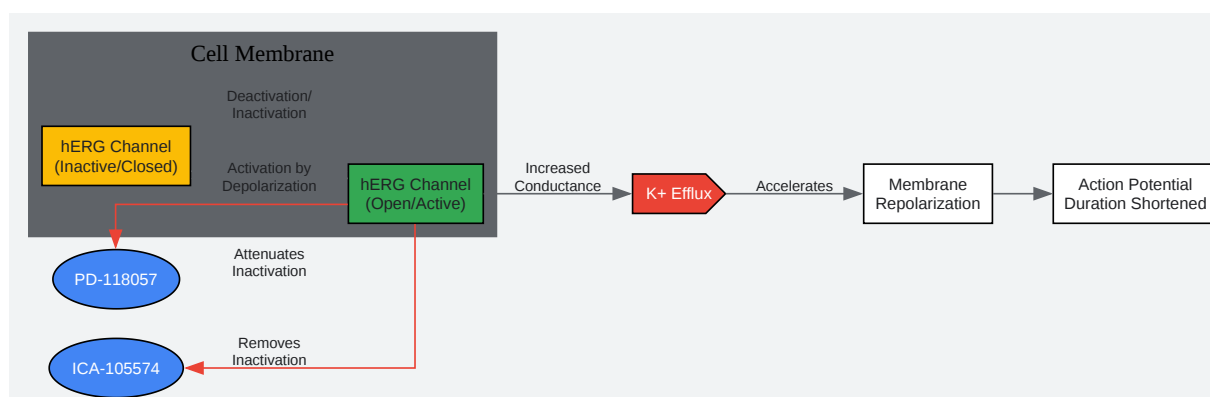 Cell Membrane
Deactivation/
Inactivation
hERG Channel
(Inactive/Closed)
Activation by
Depolarization
hERG Channel
(Open/Active)
Increased
Conductance
K+ Efflux
Accelerates
Membrane
Repolarization
Action Potential
Duration Shortened
Attenuates
Inactivation
PD-118057
Removes
Inactivation
ICA-105574